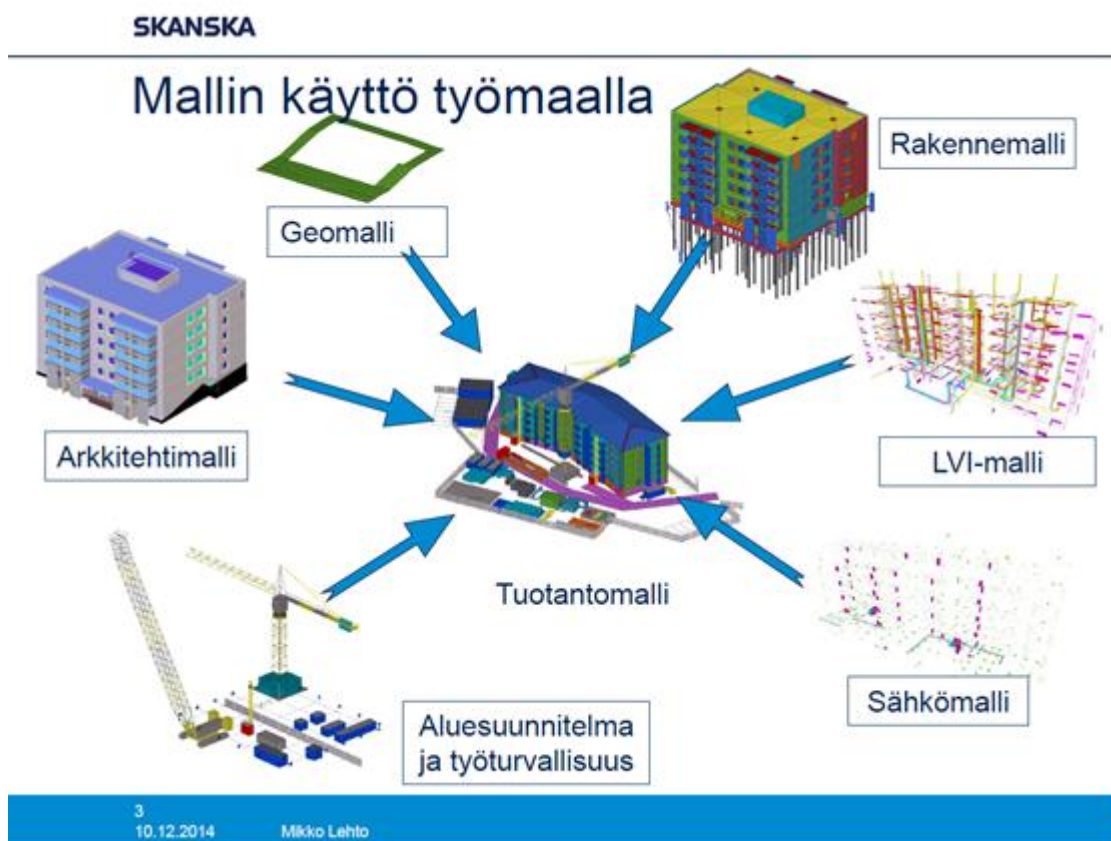 SKANSKA
Mallin käyttö työmaalla
Rakennemalli
Geomalli
Arkkitehtimalli
LVI-malli
Tuotantomalli
Sähkömalli
Aluesuunnitelma
ja työturvallisuus
3
10.12.2014 Mikko Lehto